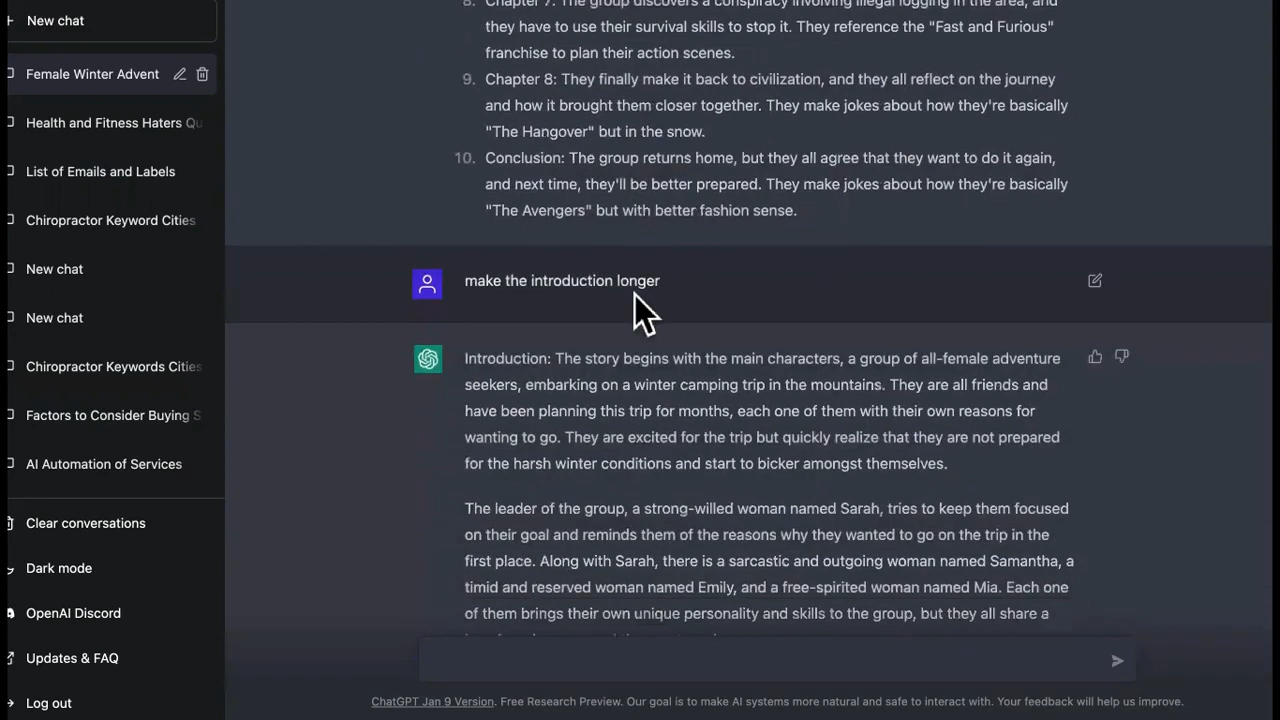 New chat
Female Winter Advent
Health and Fitness Haters Qu
List of Emails and Labels
Chiropractor Keyword Cities
New chat
New chat
Chiropractor Keywords Cities
Factors to Consider Buying S
AI Automation of Services
Clear conversations
Dark mode
OpenAI Discord
Updates & FAQ
Log out
8. Chapter 7: The group discovers a conspiracy involving illegal logging in the area, and
they have to use their survival skills to stop it. They reference the "Fast and Furious"
franchise to plan their action scenes.
9. Chapter 8: They finally make it back to civilization, and they all reflect on the journey
and how it brought them closer together. They make jokes about how they're basically
"The Hangover" but in the snow.
10. Conclusion: The group returns home, but they all agree that they want to do it again,
and next time, they'll be better prepared. They make jokes about how they're basically
"The Avengers" but with better fashion sense.
make the introduction longer
Introduction: The story begins with the main characters, a group of all-female adventure
seekers, embarking on a winter camping trip in the mountains. They are all friends and
have been planning this trip for months, each one of them with their own reasons for
wanting to go. They are excited for the trip but quickly realize that they are not prepared
for the harsh winter conditions and start to bicker amongst themselves.
The leader of the group, a strong-willed woman named Sarah, tries to keep them focused
on their goal and reminds them of the reasons why they wanted to go on the trip in the
first place. Along with Sarah, there is a sarcastic and outgoing woman named Samantha, a
timid and reserved woman named Emily, and a free-spirited woman named Mia. Each one
of them brings their own unique personality and skills to the group, but they all share a
ChatGPT Jan 9 Version. Free Research Preview. Our goal is to make AI systems more natural and safe to interact with. Your feedback will help us improve.